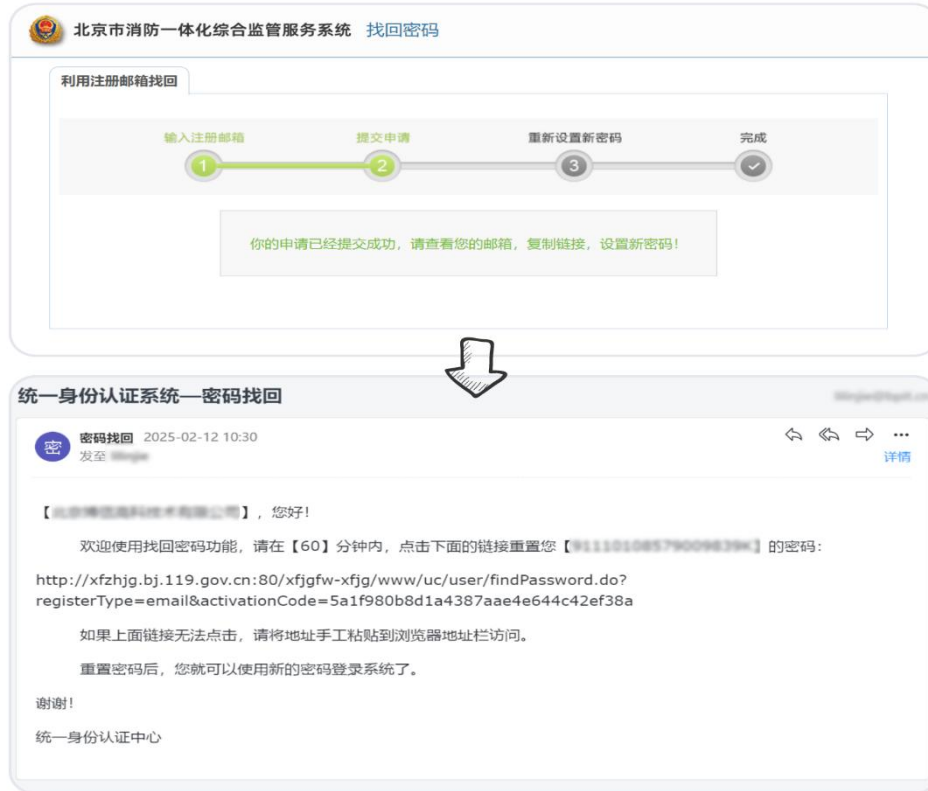 北京市消防一体化综合监管服务系统 找回密码
利用注册邮箱找回
输入注册邮箱 提交申请 重新设置新密码 完成
1 2 3
你的申请已经提交成功，请查看您的邮箱，复制链接，设置新密码！
统一身份认证系统—密码找回
密 密码找回 2025-02-12 10:30
发至
详情
【 】，您好！
欢迎使用找回密码功能，请在【60】分钟内，点击下面的链接重置您【 】的密码：
http://xfzhjg.bj.119.gov.cn:80/xfjgfw-xfjg/www/uc/user/findPassword.do?
registerType=email&activationCode=5a1f980b8d1a4387aae4e644c42ef38a
如果上面链接无法点击，请将地址手工粘贴到浏览器地址栏访问。
重置密码后，您就可以使用新的密码登录系统了。
谢谢！
统一身份认证中心